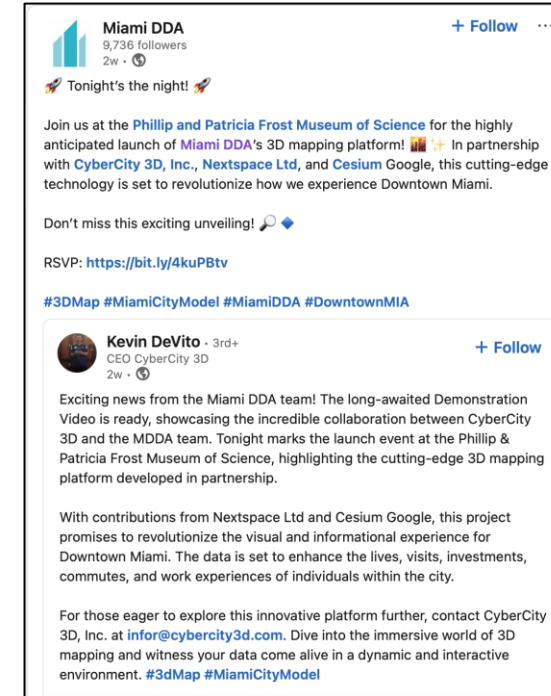 Miami DDA
+ Follow ...
9,736 followers
2w •
🚀 Tonight's the night! 🚀
Join us at the Phillip and Patricia Frost Museum of Science for the highly
anticipated launch of Miami DDA's 3D mapping platform! 🌇✨ In partnership
with CyberCity 3D, Inc., Nextspace Ltd, and Cesium Google, this cutting-edge
technology is set to revolutionize how we experience Downtown Miami.
Don't miss this exciting unveiling! 🔎🔹
RSVP: https://bit.ly/4kuPBtv
#3DMap #MiamiCityModel #MiamiDDA #DowntownMIA
Kevin DeVito • 3rd+
+ Follow
CEO CyberCity 3D
2w •
Exciting news from the Miami DDA team! The long-awaited Demonstration
Video is ready, showcasing the incredible collaboration between CyberCity
3D and the MDDA team. Tonight marks the launch event at the Phillip &
Patricia Frost Museum of Science, highlighting the cutting-edge 3D mapping
platform developed in partnership.
With contributions from Nextspace Ltd and Cesium Google, this project
promises to revolutionize the visual and informational experience for
Downtown Miami. The data is set to enhance the lives, visits, investments,
commutes, and work experiences of individuals within the city.
For those eager to explore this innovative platform further, contact CyberCity
3D, Inc. at infor@cybercity3d.com. Dive into the immersive world of 3D
mapping and witness your data come alive in a dynamic and interactive
environment. #3dMap #MiamiCityModel